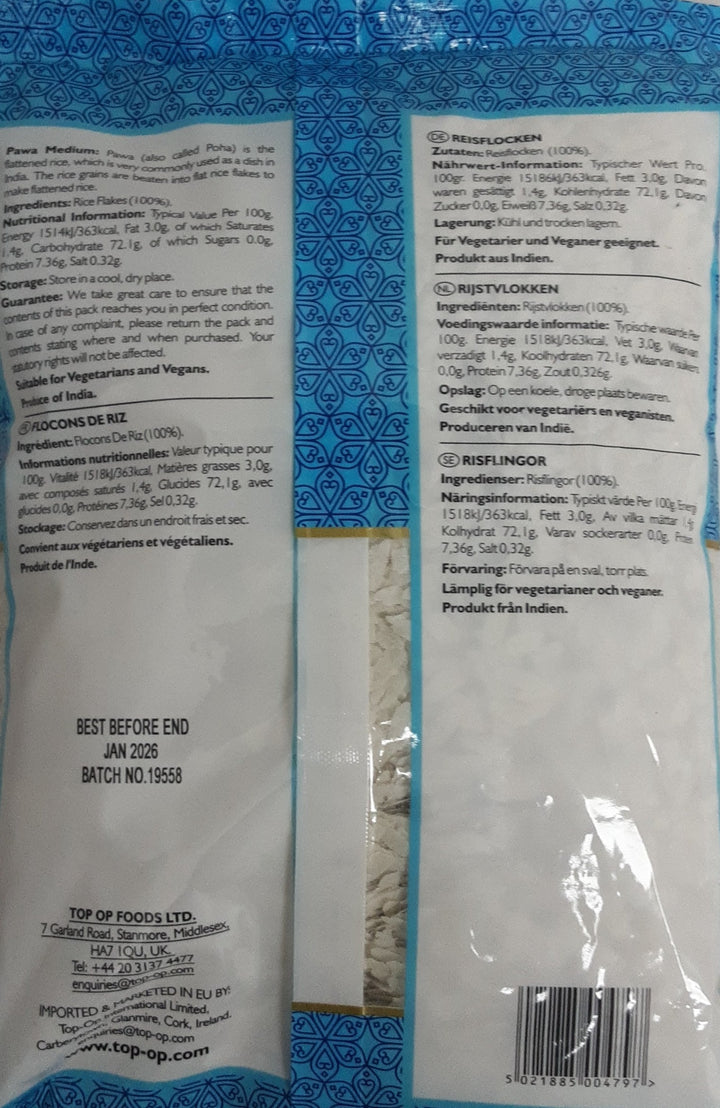 Pawa Medium: Pawa (also called Poha) is the
flattened rice, which is very commonly used as a dish in
India. The rice grains are beaten into flat rice flakes to
make flattened rice.
Ingredients: Rice Flakes (100%).
Nutritional Information: Typical Value Per 100g.
Energy 1514kJ/363kcal, Fat 3.0g, of which Saturates
1.4g, Carbohydrate 72.1g, of which Sugars 0.0g,
Protein 7.36g, Salt 0.32g.
Storage: Store in a cool, dry place.
Guarantee: We take great care to ensure that the
contents of this pack reaches you in perfect condition.
In case of any complaint, please return the pack and
contents stating where and when purchased. Your
statutory rights will not be affected.
Suitable for Vegetarians and Vegans.
Produce of India.
FLOCONS DE RIZ
Ingrédient: Flocons De Riz (100%).
Informations nutritionnelles: Valeur typique pour
100g. Vitalité 1518kJ/363kcal, Matières grasses 3,0g,
avec composés saturés 1,4g, Glucides 72,1g, avec
glucides 0,0g, Protéines 7,36g, Sel 0,32g.
Stockage: Conservez dans un endroit frais et sec.
Convient aux végétariens et végétaliens.
Produit de l'Inde.
BEST BEFORE END
JAN 2026
BATCH NO.19558
TOP OP FOODS LTD.
7 Garland Road, Stanmore, Middlesex,
HA7 1QU, UK.
Tel: +44 20 3137 4477
enquiries@top-op.com
IMPORTED & MARKETED IN EU BY:
Top-Op International Limited,
Glanmire, Cork, Ireland.
enquiries@top-op.com
www.top-op.com
DE REISFLOCKEN
Zutaten: Reisflocken (100%).
Nährwert-Information: Typischer Wert Pro.
100gr. Energie 15186kJ/363kcal, Fett 3,0g, Davon
waren gesättigt 1,4g, Kohlenhydrate 72,1g, Davon
Zucker 0,0g, Eiweiß 7,36g, Salz 0,32g.
Lagerung: Kühl und trocken lagern.
Für Vegetarier und Veganer geeignet.
Produkt aus Indien.
NL RIJSTVLOKKEN
Ingrediënten: Rijstvlokken (100%).
Voedingswaarde informatie: Typische waarde Per
100g. Energie 1518kJ/363kcal, Vet 3,0g, Waarvan
verzadigt 1,4g, Koolhydraten 72,1g, Waarvan suikers
0,0g, Protein 7,36g, Zout 0,326g.
Opslag: Op een koele, droge plaats bewaren.
Geschikt voor vegetariërs en veganisten.
Produceren van Indië.
SE RISFLINGOR
Ingredienser: Risflingor (100%).
Näringsinformation: Typiskt värde Per 100g. Energi
1518kJ/363kcal, Fett 3,0g, Av vilka mättar 1,4g
Kolhydrat 72,1g, Varav sockerarter 0,0g, Protein
7,36g, Salt 0,32g.
Förvaring: Förvara på en sval, torr plats.
Lämplig för vegetarianer och veganer.
Produkt från Indien.
5 021885 004797 >